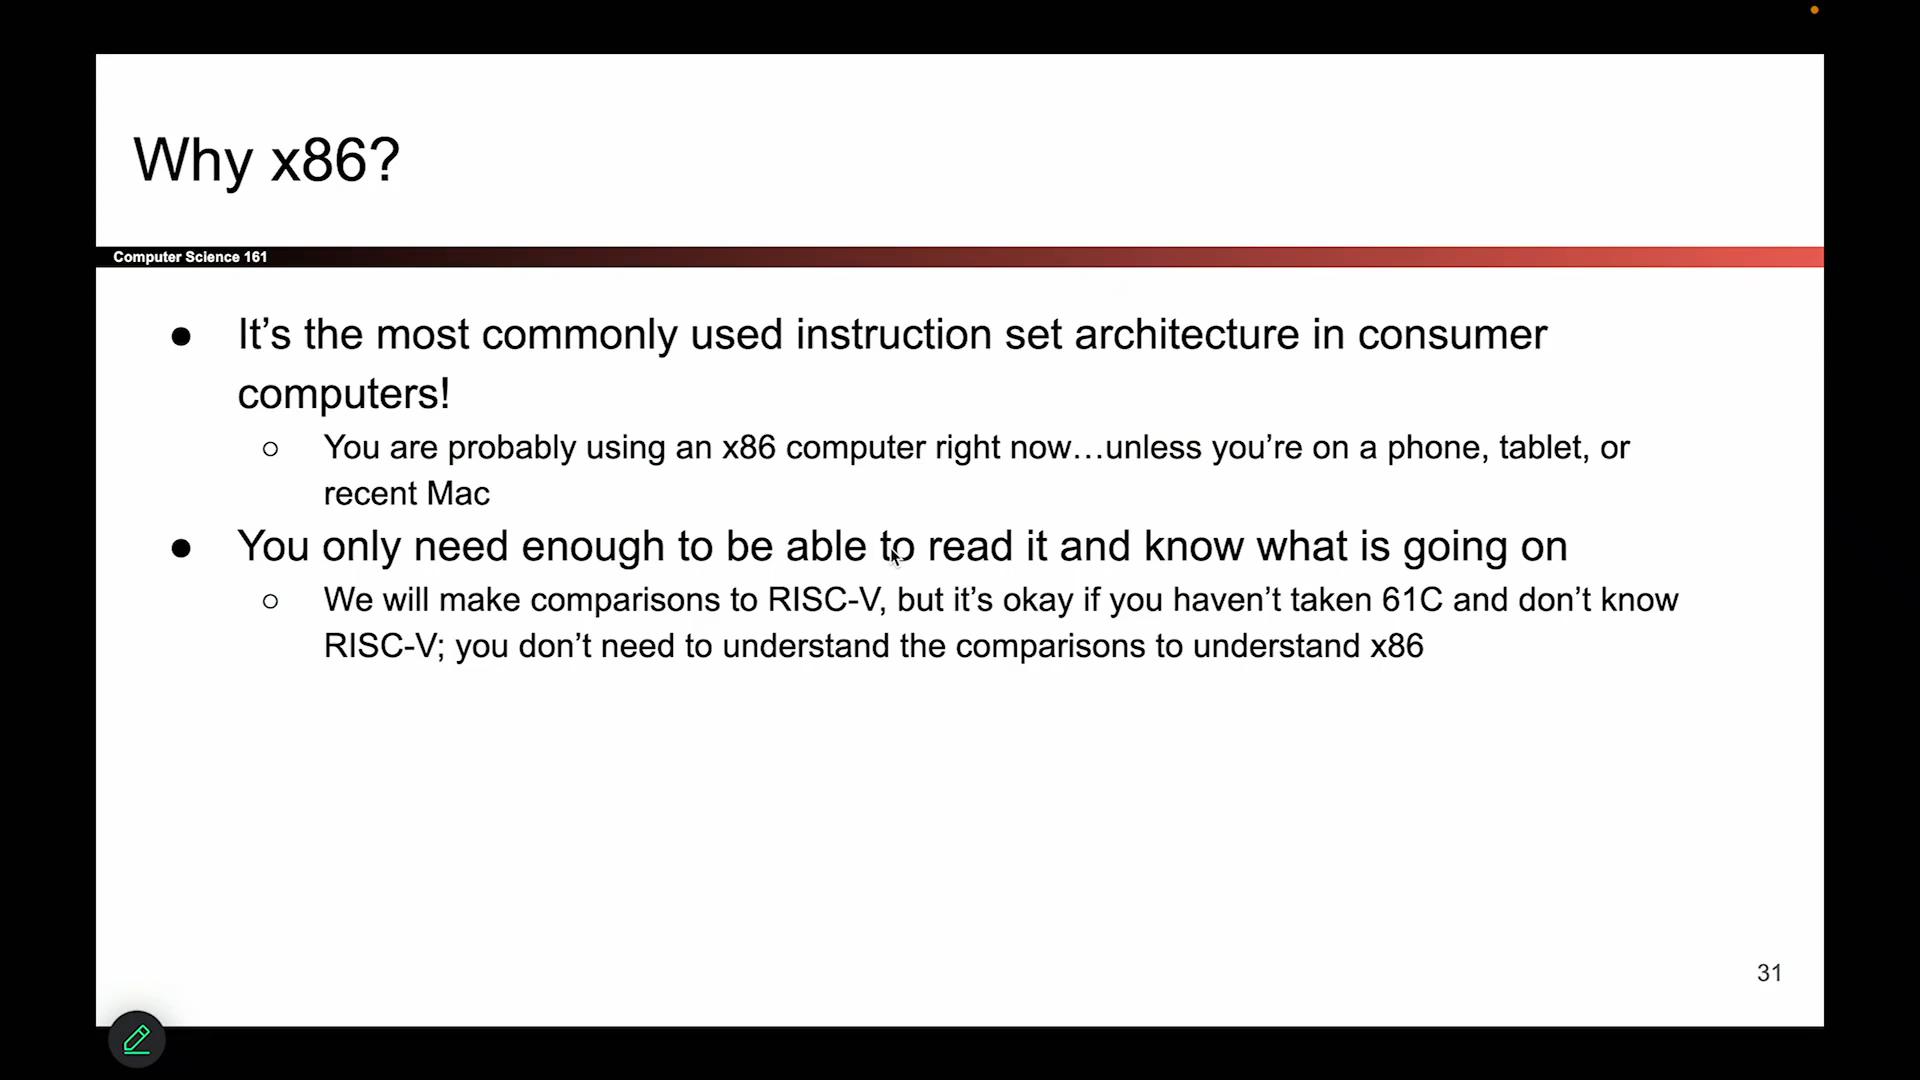 Why x86?
Computer Science 161
● It’s the most commonly used instruction set architecture in consumer
computers!
○ You are probably using an x86 computer right now…unless you’re on a phone, tablet, or
recent Mac
● You only need enough to be able to read it and know what is going on
○ We will make comparisons to RISC-V, but it’s okay if you haven’t taken 61C and don’t know
RISC-V; you don’t need to understand the comparisons to understand x86
31